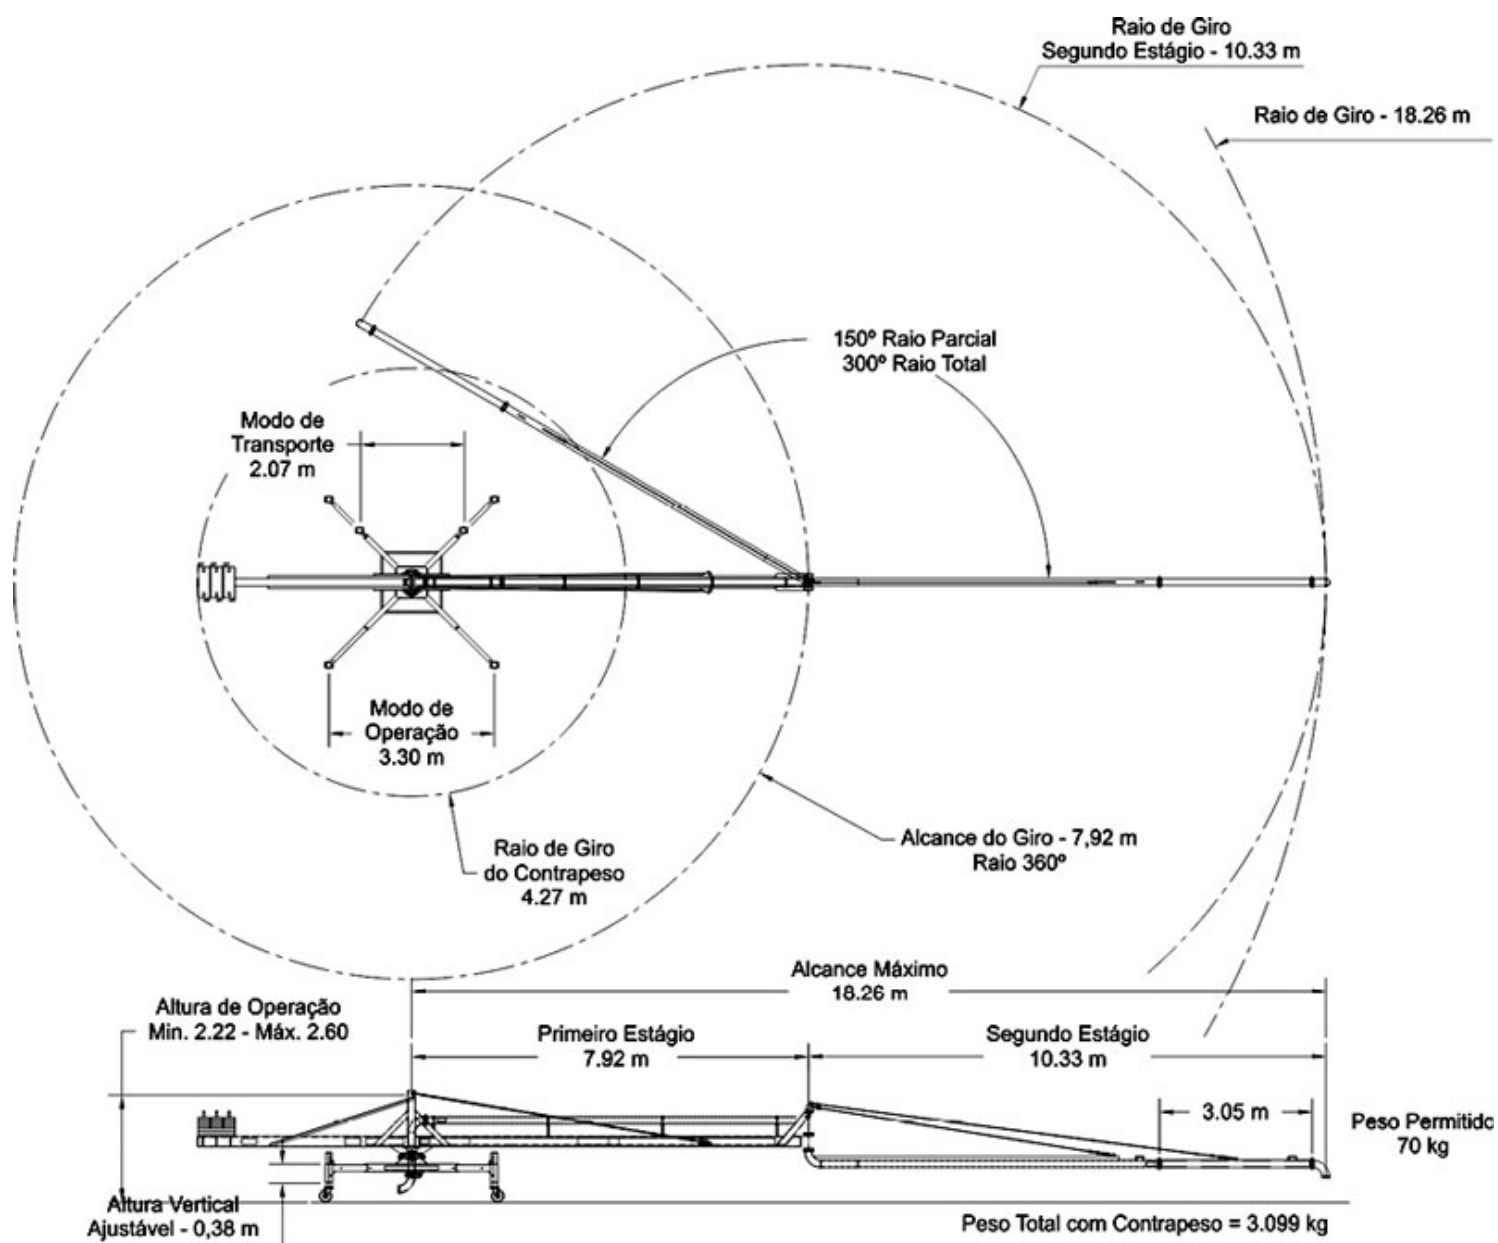 Raio de Giro
Segundo Estágio - 10.33 m
Raio de Giro - 18.26 m
150º Raio Parcial
300º Raio Total
Modo de
Transporte
2.07 m
Modo de
Operação
3.30 m
Raio de Giro
do Contrapeso
4.27 m
Alcance do Giro - 7,92 m
Raio 360º
Alcance Máximo
18.26 m
Altura de Operação
Min. 2.22 - Máx. 2.60
Primeiro Estágio
7.92 m
Segundo Estágio
10.33 m
3.05 m
Peso Permitido
70 kg
Altura Vertical
Ajustável - 0,38 m
Peso Total com Contrapeso = 3.099 kg